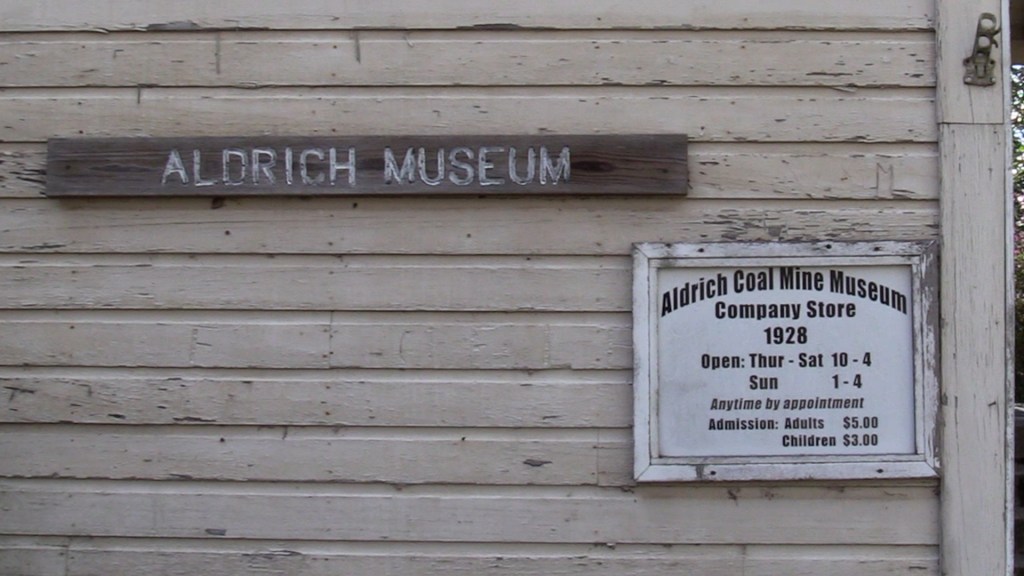 ALDRICH MUSEUM
Aldrich Coal Mine Museum
Company Store
1928
Open: Thur - Sat 10 - 4
Sun 1 - 4
Anytime by appointment
Admission: Adults $5.00
Children $3.00